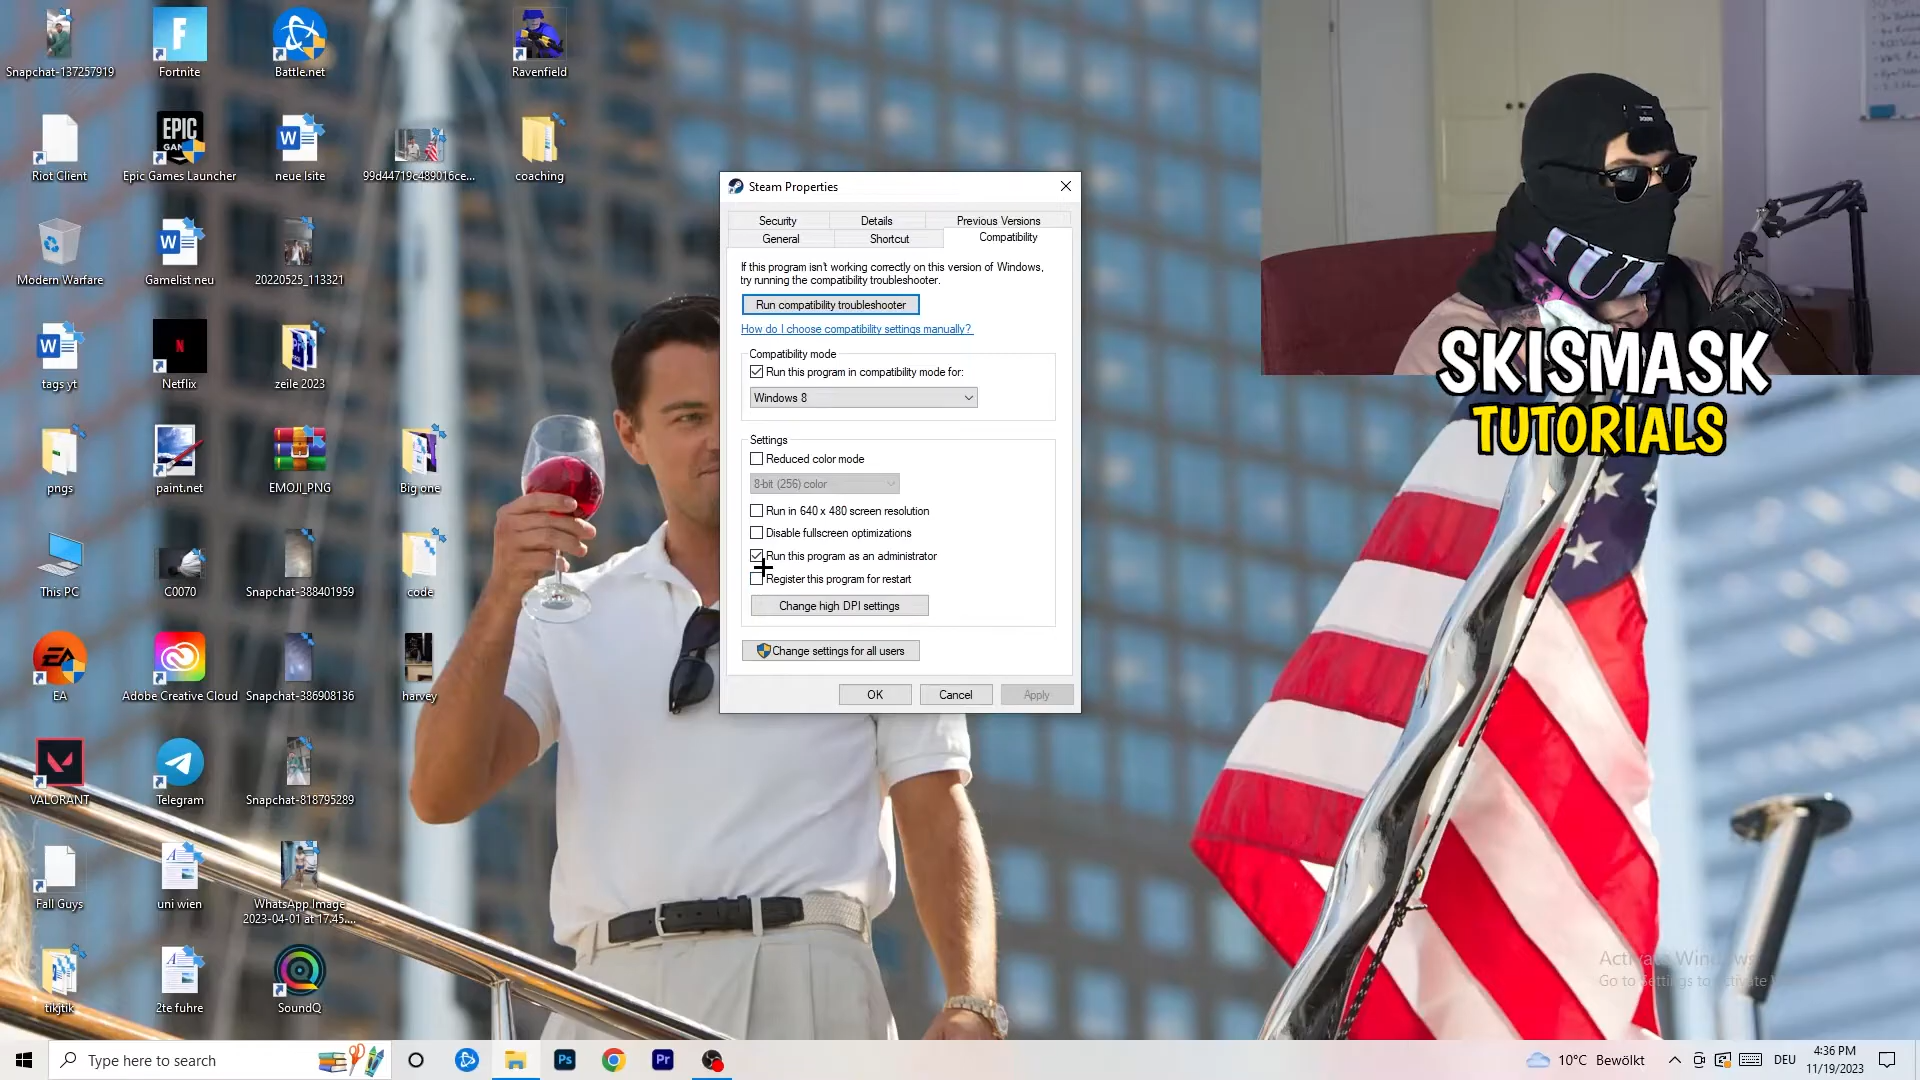 Snapchat-137257919
Fortnite
Battle.net
Ravenfield
Riot Client
EPIC
Epic Games Launcher
neue lsite
99d44719c489016ce...
coaching
Modern Warfare
Gamelist neu
20220525_113321
tags yt
Netflix
zeile 2023
pngs
paint.net
EMOJI_PNG
Big one
This PC
C0070
Snapchat-388401959
code
EA
Adobe Creative Cloud
Snapchat-386908136
harvey
VALORANT
Telegram
Snapchat-818795289
Fall Guys
uni wien
WhatsApp Image
2023-04-01 at 17.45....
tikjtik
2te fuhre
SoundQ
Steam Properties
Security
Details
Previous Versions
General
Shortcut
Compatibility
If this program isn't working correctly on this version of Windows,
try running the compatibility troubleshooter.
Run compatibility troubleshooter
How do I choose compatibility settings manually?
Compatibility mode
Run this program in compatibility mode for:
Windows 8
Settings
Reduced color mode
8-bit (256) color
Run in 640 x 480 screen resolution
Disable fullscreen optimizations
Run this program as an administrator
Register this program for restart
Change high DPI settings
Change settings for all users
OK
Cancel
Apply
SKISMASK
TUTORIALS
Activate Windows
Go to Settings to activate
Type here to search
Ps
Pr
10°C Bewölkt
DEU
4:36 PM
11/19/2023